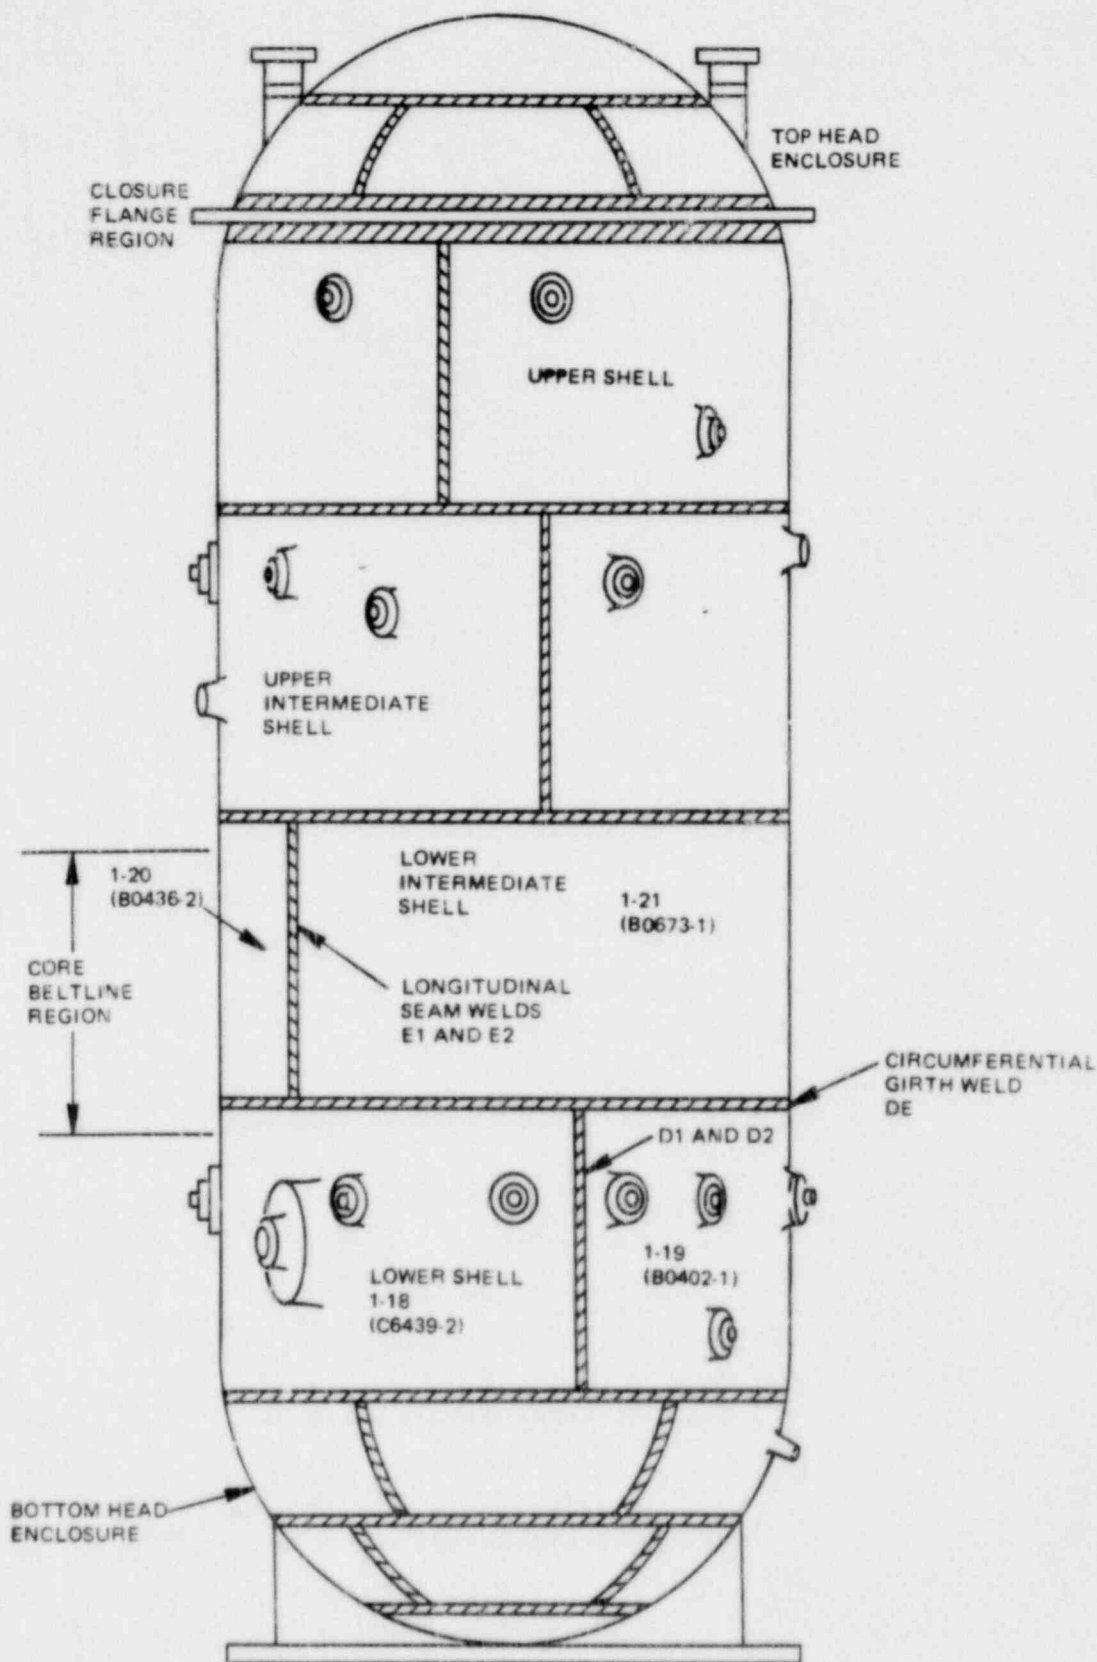 TOP HEAD
ENCLOSURE
CLOSURE
FLANGE
REGION
UPPER SHELL
UPPER
INTERMEDIATE
SHELL
1-20
(B0436-2)
LOWER
INTERMEDIATE
SHELL
1-21
(B0673-1)
CORE
BELTLINE
REGION
LONGITUDINAL
SEAM WELDS
E1 AND E2
CIRCUMFERENTIAL
GIRTH WELD
DE
D1 AND D2
1-19
(B0402-1)
LOWER SHELL
1-18
(C6439-2)
BOTTOM HEAD
ENCLOSURE